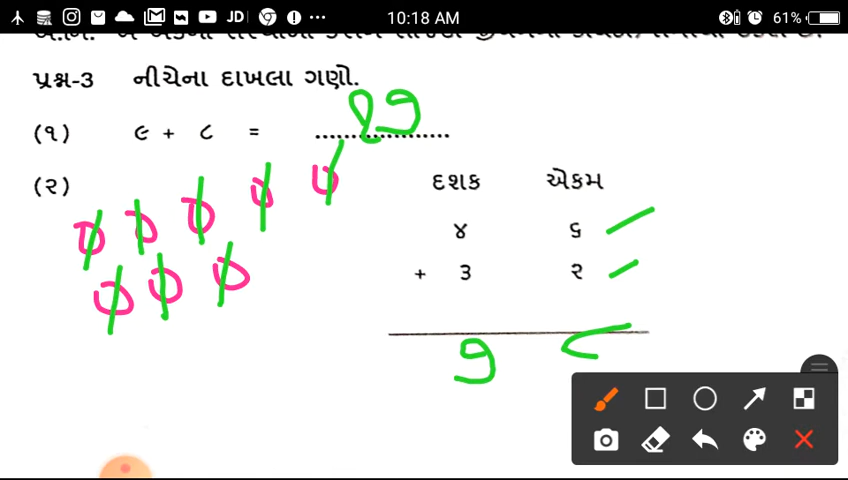 JD 10:18 AM 61%
પ્રશ્ન-3 નીચેના દાખલા ગણો.
(૧) ૯ + ૮ = .................... ૧૭
(૨)
દશક એકમ
૪ ૬
+ ૩ ૨
૭ ૮